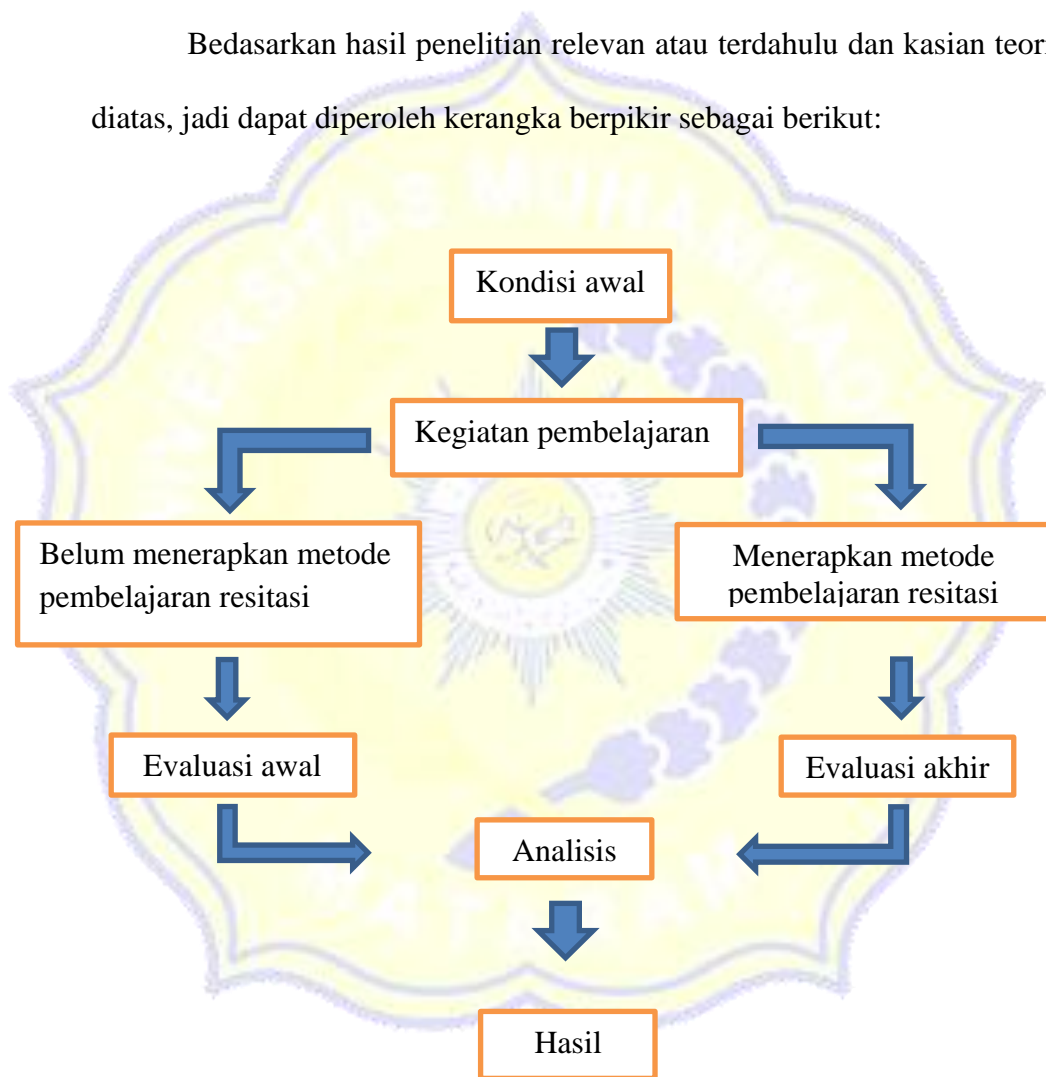 Bedasarkan hasil penelitian relevan atau terdahulu dan kasian teori
diatas, jadi dapat diperoleh kerangka berpikir sebagai berikut:
Kondisi awal
Kegiatan pembelajaran
Belum menerapkan metode
pembelajaran resitasi
Menerapkan metode
pembelajaran resitasi
Evaluasi awal
Evaluasi akhir
Analisis
Hasil